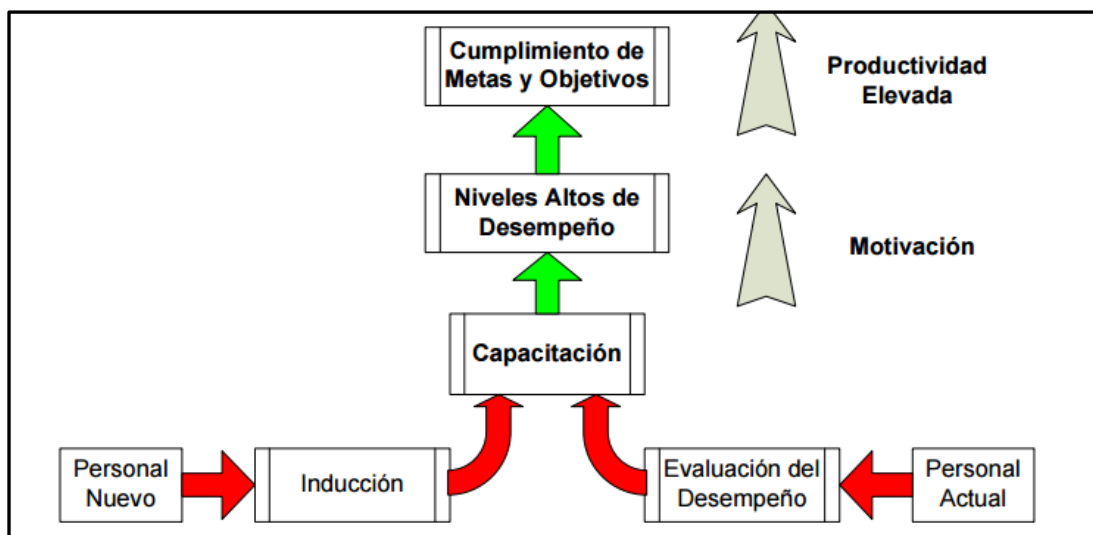 Cumplimiento de
Metas y Objetivos
Productividad
Elevada
Niveles Altos de
Desempeño
Motivación
Capacitación
Personal
Nuevo
Inducción
Evaluación del
Desempeño
Personal
Actual